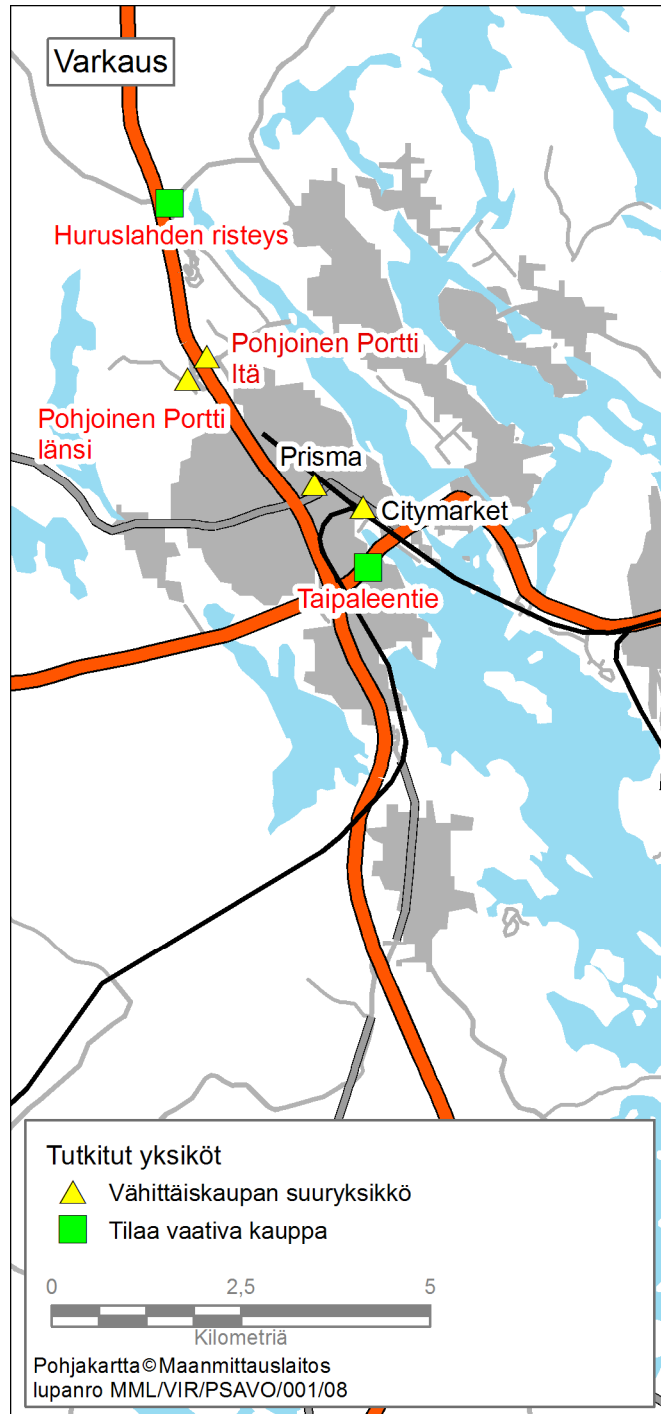 Varkaus
Huruslahden risteys
Pohjoinen Portti
Itä
Pohjoinen Portti
länsi
Prisma
Citymarket
Taipaleentie
Tutkitut yksiköt
Vähittäiskaupan suuryksikkö
Tilaa vaativa kauppa
0 2,5 5
Kilometriä
Pohjakartta©Maanmittauslaitos
lupanro MML/VIR/PSAVO/001/08